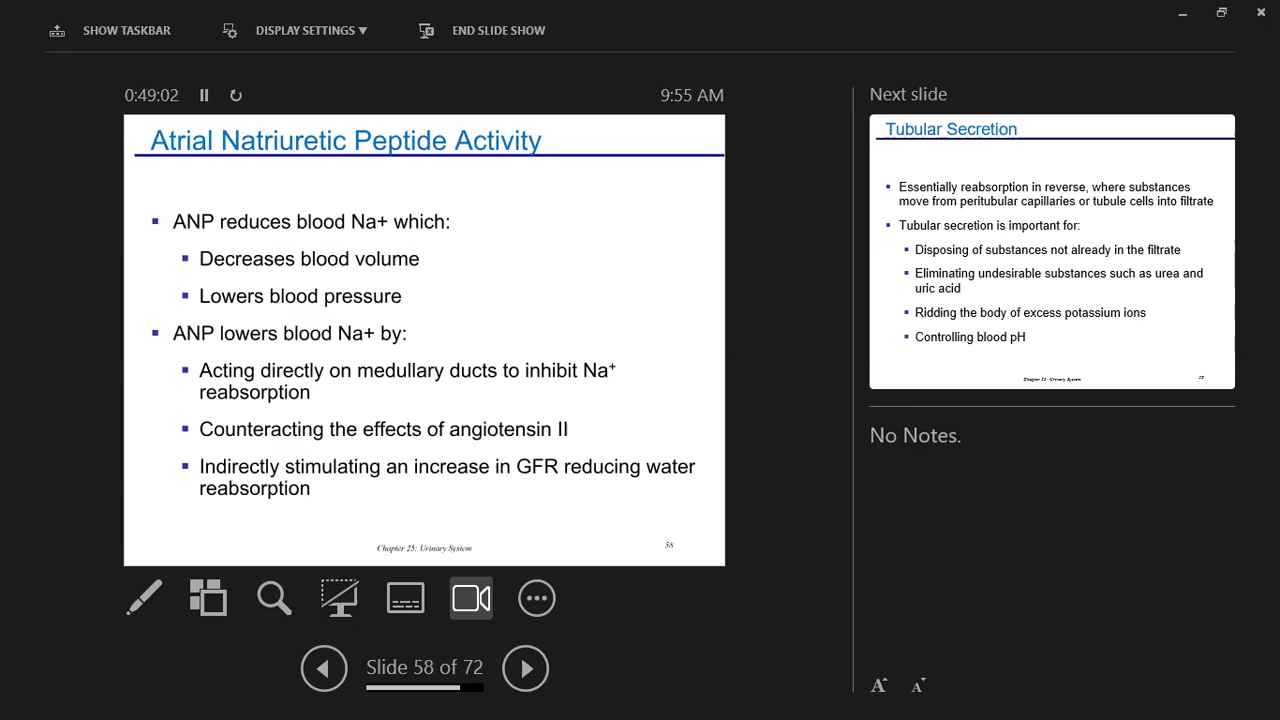 SHOW TASKBAR
DISPLAY SETTINGS ▼
END SLIDE SHOW
0:49:02
9:55 AM
Atrial Natriuretic Peptide Activity
▪ ANP reduces blood Na+ which:
▪ Decreases blood volume
▪ Lowers blood pressure
▪ ANP lowers blood Na+ by:
▪ Acting directly on medullary ducts to inhibit Na⁺
reabsorption
▪ Counteracting the effects of angiotensin II
▪ Indirectly stimulating an increase in GFR reducing water
reabsorption
Chapter 25: Urinary System
58
Slide 58 of 72
Next slide
Tubular Secretion
▪ Essentially reabsorption in reverse, where substances
move from peritubular capillaries or tubule cells into filtrate
▪ Tubular secretion is important for:
▪ Disposing of substances not already in the filtrate
▪ Eliminating undesirable substances such as urea and
uric acid
▪ Ridding the body of excess potassium ions
▪ Controlling blood pH
Chapter 25: Urinary System
No Notes.
A
A